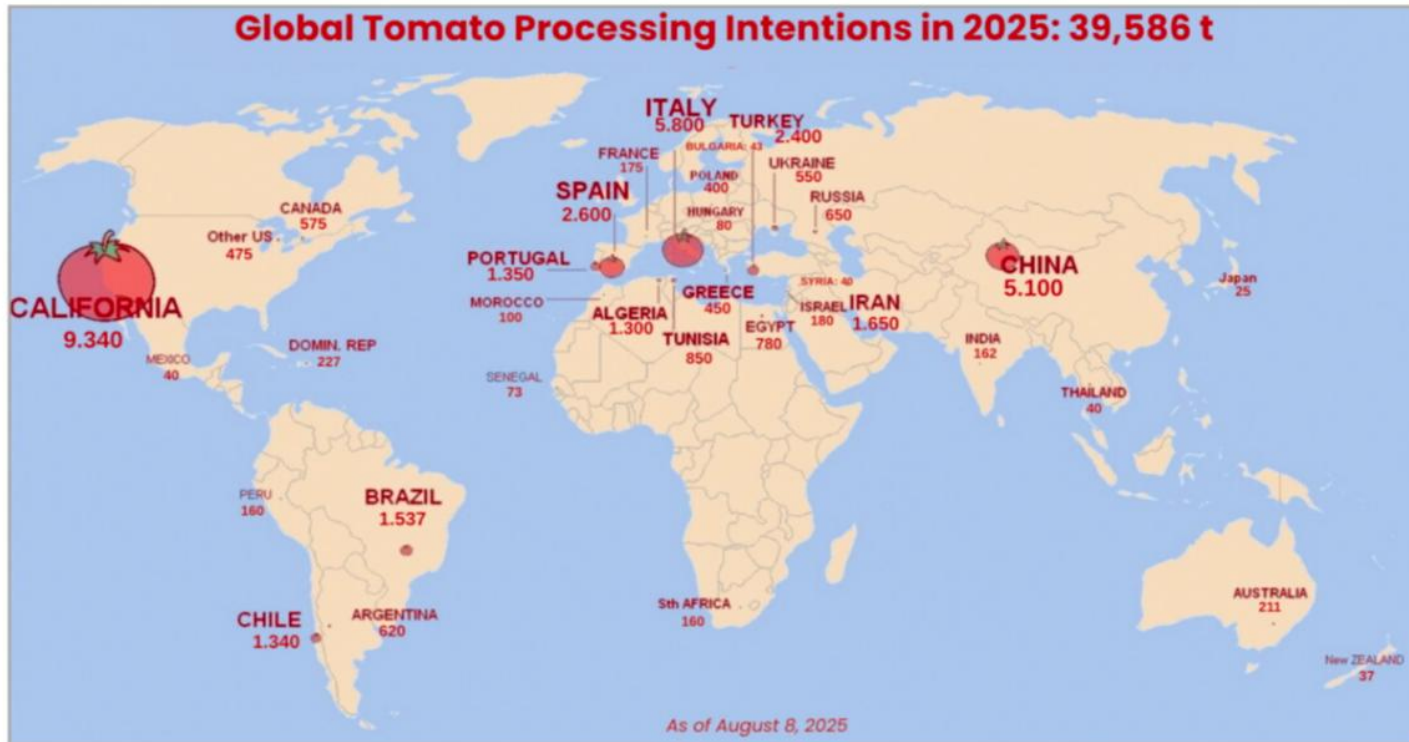 Global Tomato Processing Intentions in 2025: 39,586 t
ITALY
5.800
TURKEY
2.400
BULGARIA: 43
FRANCE
175
UKRAINE
550
POLAND
400
SPAIN
2.600
RUSSIA
650
HUNGARY
80
CANADA
575
Other US
475
PORTUGAL
1.350
CHINA
5.100
SYRIA: 40
Japan
25
CALIFORNIA
9.340
MOROCCO
100
GREECE
450
ALGERIA
1.300
ISRAEL
180
IRAN
1.650
EGYPT
780
TUNISIA
850
INDIA
162
DOMIN. REP
227
MEXICO
40
SENEGAL
73
THAILAND
40
PERU
160
BRAZIL
1.537
Sth AFRICA
160
AUSTRALIA
211
CHILE
1.340
ARGENTINA
620
New ZEALAND
37
As of August 8, 2025